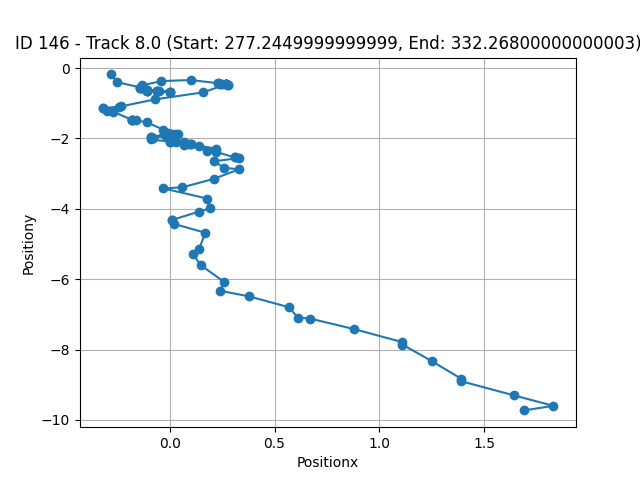 ID 146 - Track 8.0 (Start: 277.2449999999999, End: 332.26800000000003)
0
−2
−4
−6
−8
−10
Positiony
0.0 0.5 1.0 1.5
Positionx